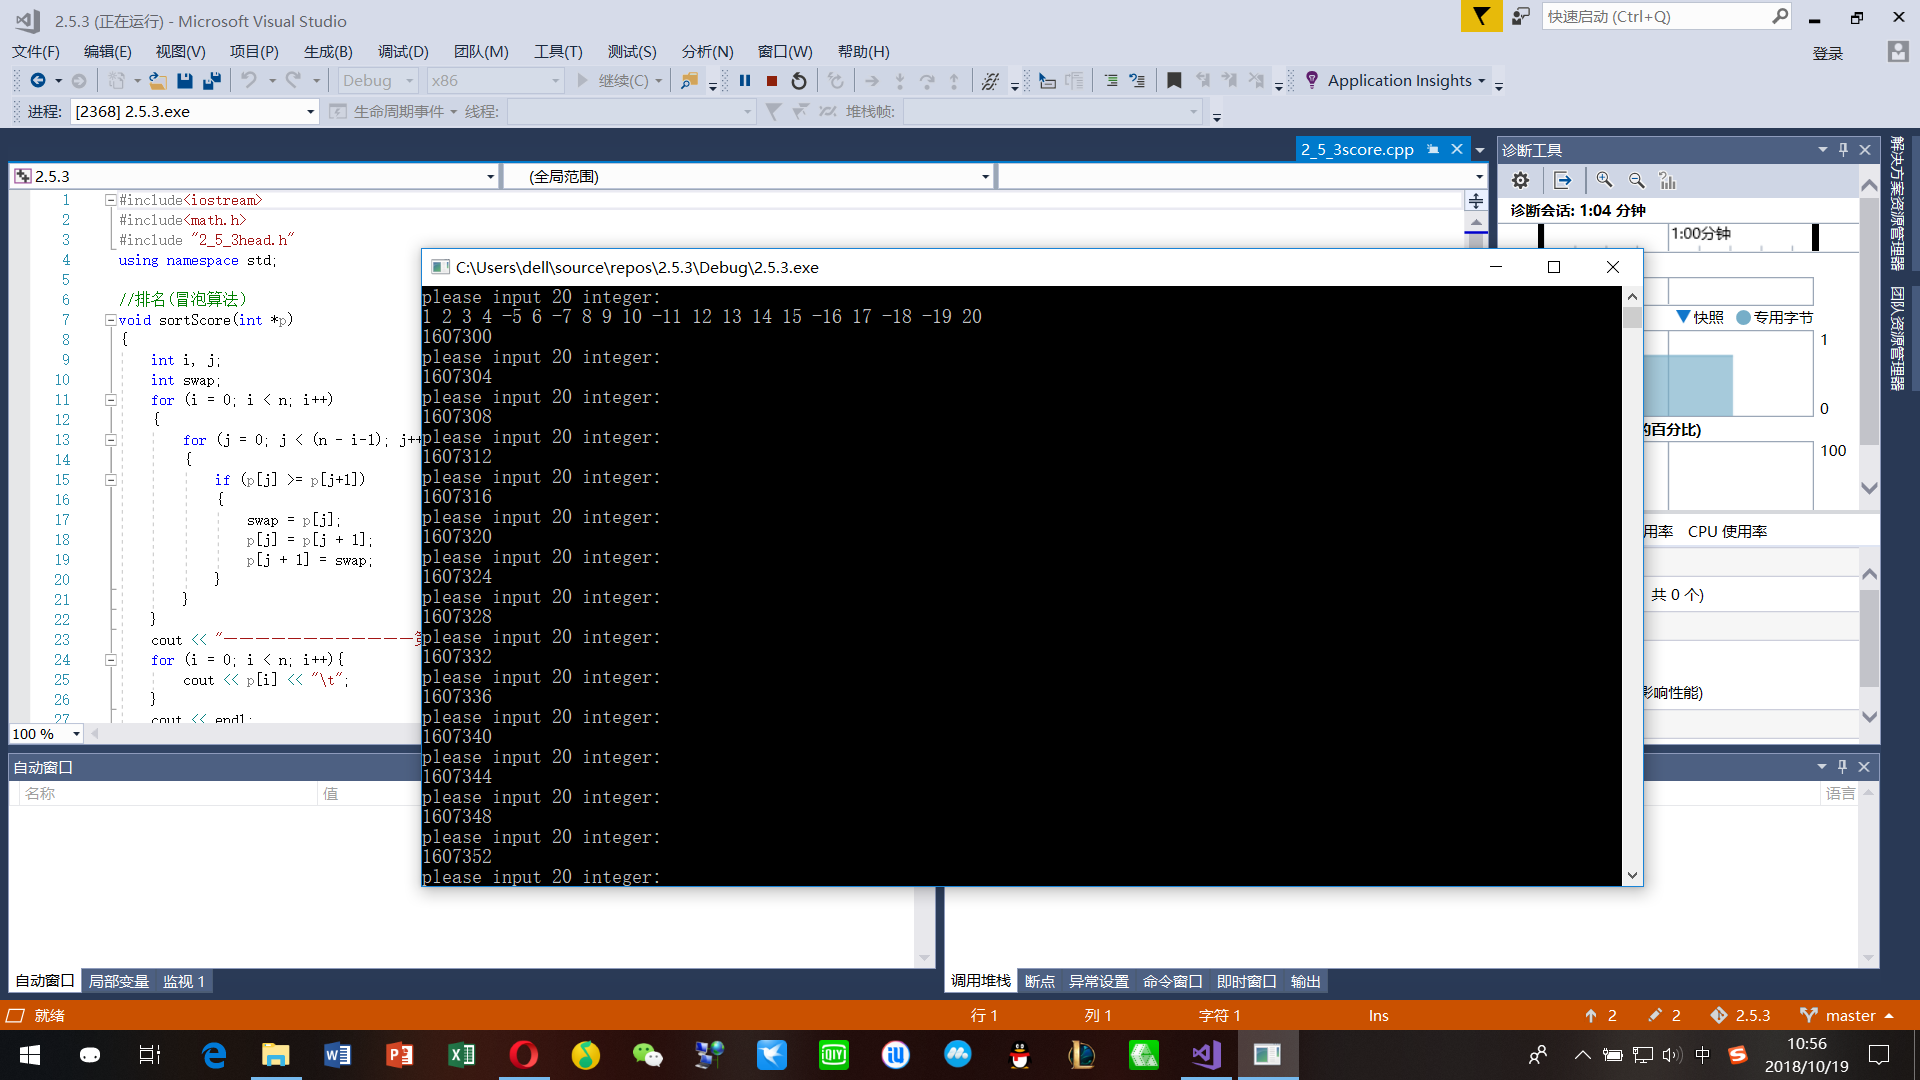 2.5.3 (正在运行) - Microsoft Visual Studio
快速启动 (Ctrl+Q)
文件(F) 编辑(E) 视图(V) 项目(P) 生成(B) 调试(D) 团队(M) 工具(T) 测试(S) 分析(N) 窗口(W) 帮助(H)
登录
Debug x86 继续(C) Application Insights
进程: [2368] 2.5.3.exe 生命周期事件 线程: 堆栈帧:
2_5_3score.cpp
诊断工具
解决方案资源管理器
团队资源管理器
2.5.3 (全局范围)
诊断会话: 1:04 分钟
1:00分钟
快照 专用字节
1
0
的百分比)
100
用率 CPU 使用率
共 0 个)
影响性能)
1 #include<iostream>
2 #include<math.h>
3 #include "2_5_3head.h"
4 using namespace std;
5
6 //排名(冒泡算法)
7 void sortScore(int *p)
8 {
9 int i, j;
10 int swap;
11 for (i = 0; i < n; i++)
12 {
13 for (j = 0; j < (n - i-1); j++
14 {
15 if (p[j] >= p[j+1])
16 {
17 swap = p[j];
18 p[j] = p[j + 1];
19 p[j + 1] = swap;
20 }
21 }
22 }
23 cout << "————————————
24 for (i = 0; i < n; i++){
25 cout << p[i] << "\t";
26 }
27 cout << endl;
100 %
C:\Users\dell\source\repos\2.5.3\Debug\2.5.3.exe
please input 20 integer:
1 2 3 4 -5 6 -7 8 9 10 -11 12 13 14 15 -16 17 -18 -19 20
1607300
please input 20 integer:
1607304
please input 20 integer:
1607308
please input 20 integer:
1607312
please input 20 integer:
1607316
please input 20 integer:
1607320
please input 20 integer:
1607324
please input 20 integer:
1607328
please input 20 integer:
1607332
please input 20 integer:
1607336
please input 20 integer:
1607340
please input 20 integer:
1607344
please input 20 integer:
1607348
please input 20 integer:
1607352
please input 20 integer:
自动窗口
名称 值
语言
自动窗口 局部变量 监视 1
调用堆栈 断点 异常设置 命令窗口 即时窗口 输出
就绪 行 1 列 1 字符 1 Ins 2 2 2.5.3 master
中
10:56
2018/10/19